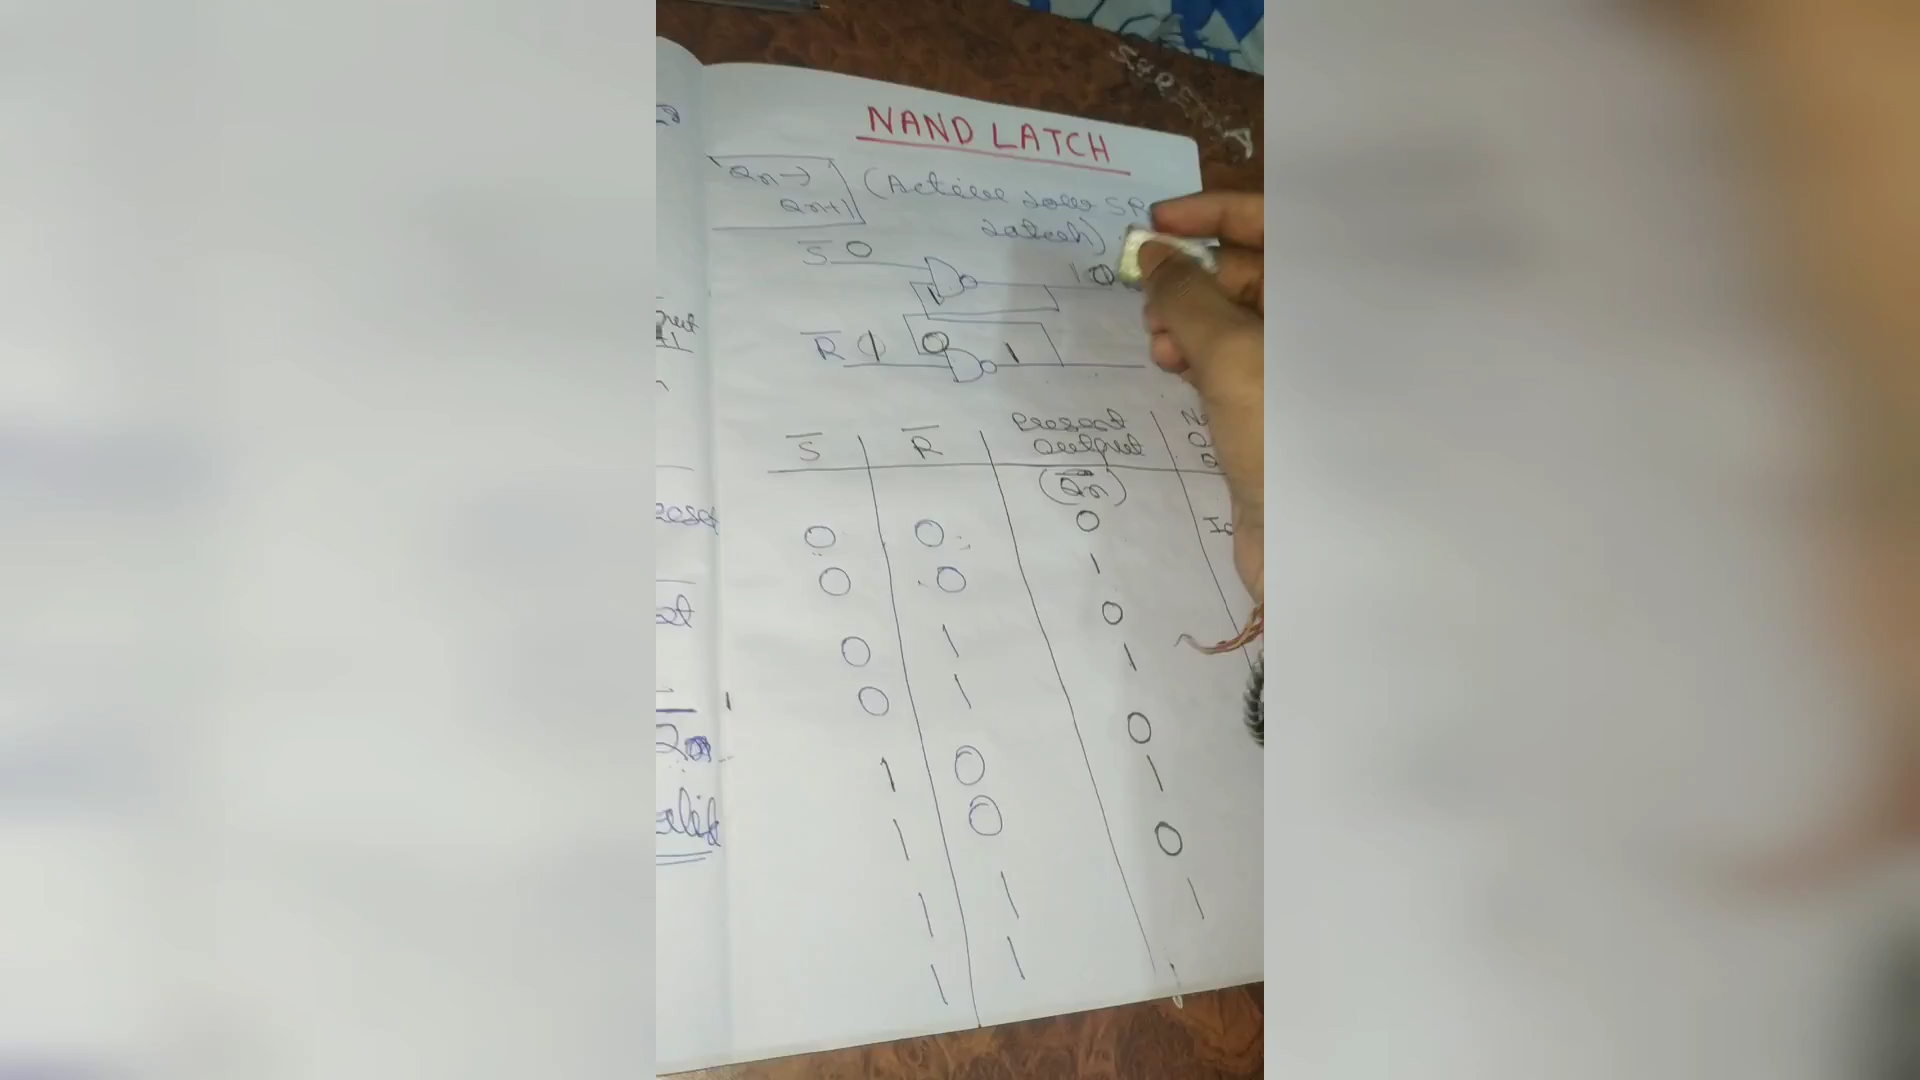 NAND LATCH
Qn→
Qn+1
(Active Low SR
Latch)
S 0
1 0
1
R 1 0 1
S R Present
Output
(Qn)
0 0 0
0 0 1
0 1 0
0 1 1
1 0 0
1 0 1
1 1 0
1 1 1